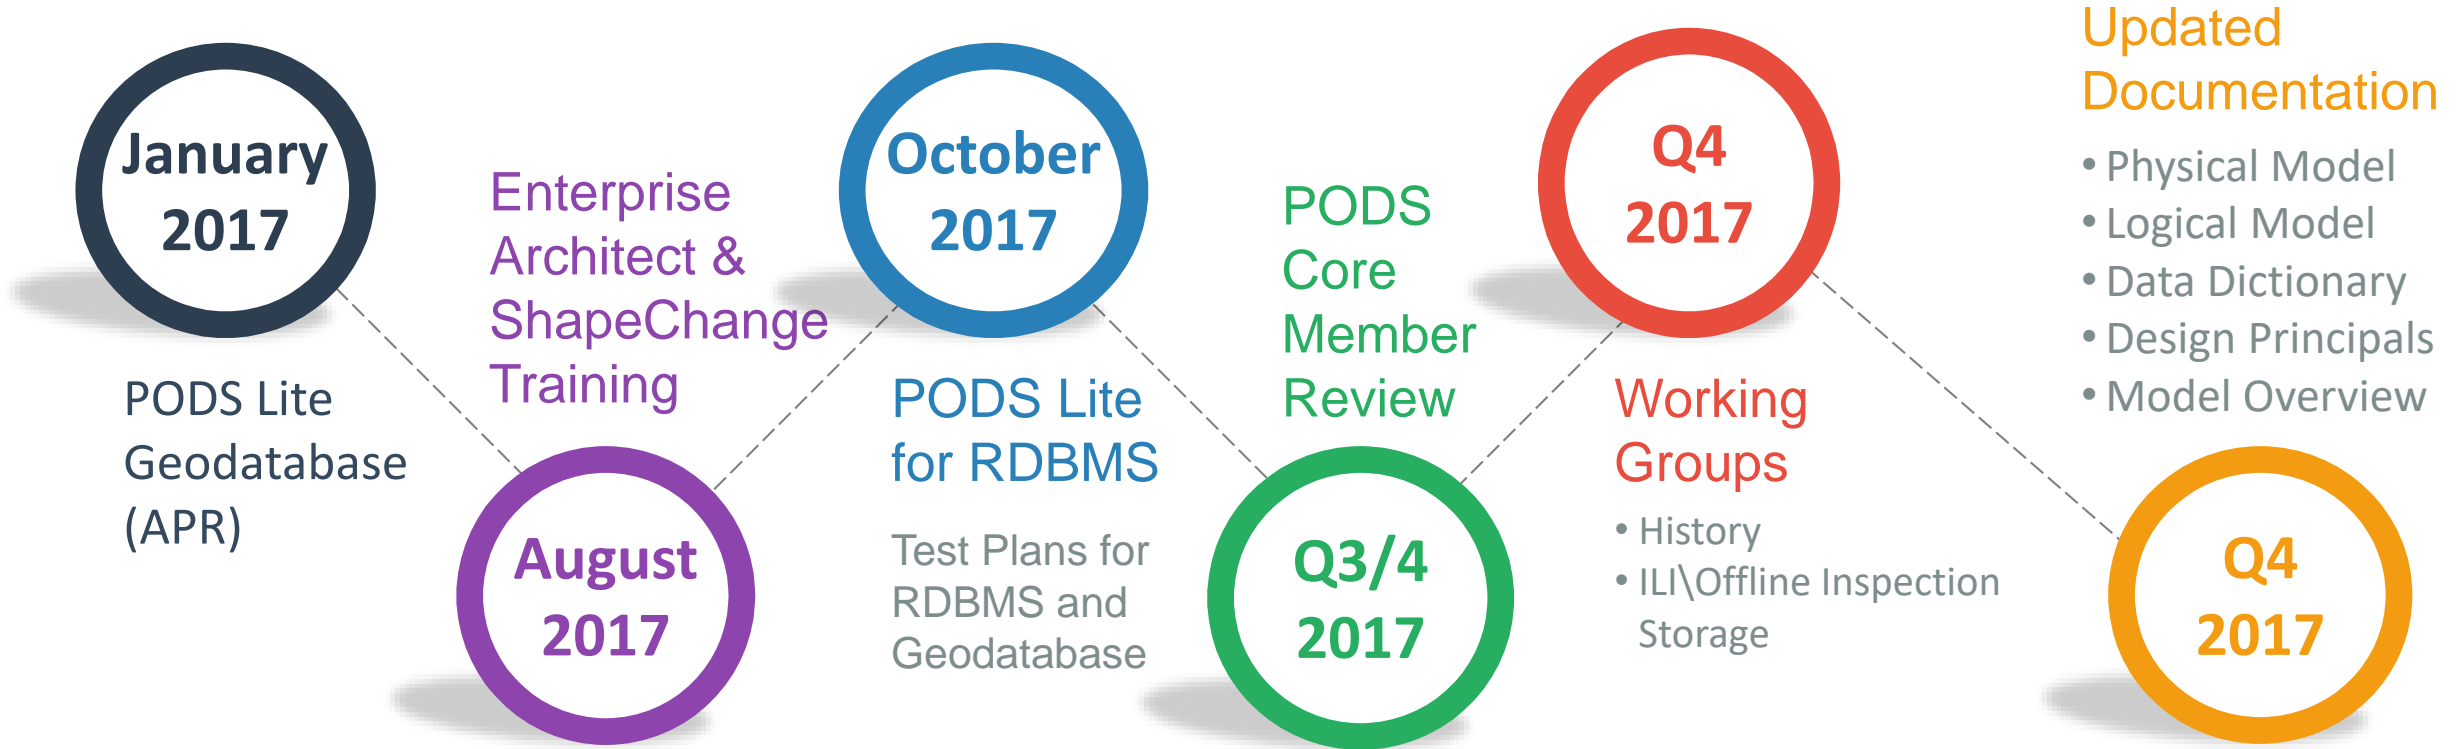 January
2017
PODS Lite
Geodatabase
(APR)
Enterprise
Architect &
ShapeChange
Training
August
2017
October
2017
PODS Lite
for RDBMS
Test Plans for
RDBMS and
Geodatabase
PODS
Core
Member
Review
Q3/4
2017
Q4
2017
Working
Groups
• History
• ILI\Offline Inspection
Storage
Updated
Documentation
• Physical Model
• Logical Model
• Data Dictionary
• Design Principals
• Model Overview
Q4
2017